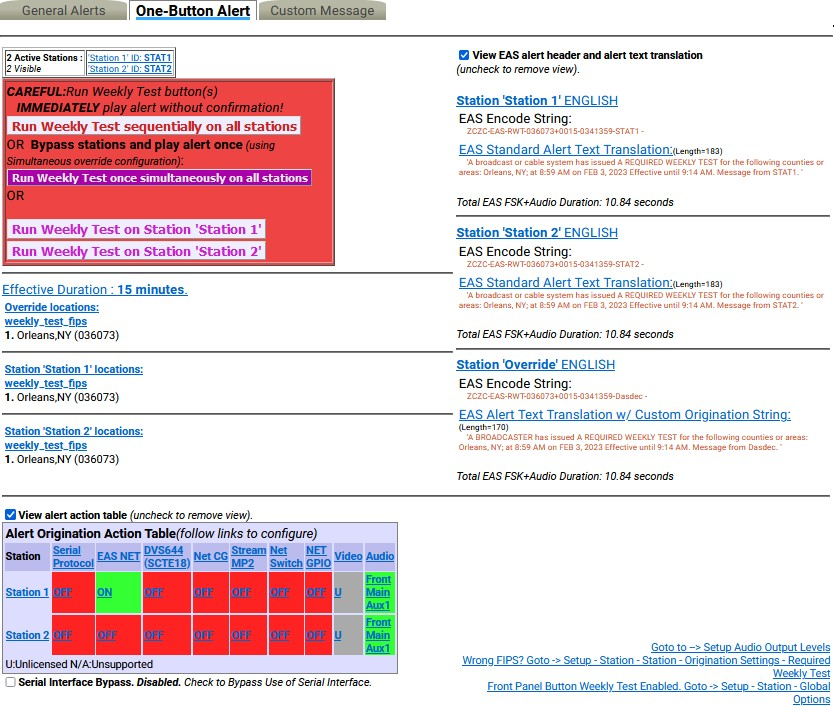 General Alerts
One-Button Alert
Custom Message
2 Active Stations :
2 Visible
'Station 1' ID: STAT1
'Station 2' ID: STAT2
CAREFUL:Run Weekly Test button(s)
IMMEDIATELY play alert without confirmation!
Run Weekly Test sequentially on all stations
OR Bypass stations and play alert once (using
Simultaneous override configuration):
Run Weekly Test once simultaneously on all stations
OR
Run Weekly Test on Station 'Station 1'
Run Weekly Test on Station 'Station 2'
Effective Duration : 15 minutes.
Override locations:
weekly_test_fips
1. Orleans,NY (036073)
Station 'Station 1' locations:
weekly_test_fips
1. Orleans,NY (036073)
Station 'Station 2' locations:
weekly_test_fips
1. Orleans,NY (036073)
View EAS alert header and alert text translation
(uncheck to remove view).
Station 'Station 1' ENGLISH
EAS Encode String:
ZCZC-EAS-RWT-036073+0015-0341359-STAT1 -
EAS Standard Alert Text Translation:(Length=183)
'A broadcast or cable system has issued A REQUIRED WEEKLY TEST for the following counties or
areas: Orleans, NY; at 8:59 AM on FEB 3, 2023 Effective until 9:14 AM. Message from STAT1. '
Total EAS FSK+Audio Duration: 10.84 seconds
Station 'Station 2' ENGLISH
EAS Encode String:
ZCZC-EAS-RWT-036073+0015-0341359-STAT2 -
EAS Standard Alert Text Translation:(Length=183)
'A broadcast or cable system has issued A REQUIRED WEEKLY TEST for the following counties or
areas: Orleans, NY; at 8:59 AM on FEB 3, 2023 Effective until 9:14 AM. Message from STAT2. '
Total EAS FSK+Audio Duration: 10.84 seconds
Station 'Override' ENGLISH
EAS Encode String:
ZCZC-EAS-RWT-036073+0015-0341359-Dasdec -
EAS Alert Text Translation w/ Custom Origination String:
(Length=170)
'A BROADCASTER has issued A REQUIRED WEEKLY TEST for the following counties or areas:
Orleans, NY; at 8:59 AM on FEB 3, 2023 Effective until 9:14 AM. Message from Dasdec. '
Total EAS FSK+Audio Duration: 10.84 seconds
View alert action table (uncheck to remove view).
Alert Origination Action Table(follow links to configure)
Station Serial Protocol EAS NET DVS644 (SCTE18) Net CG Stream MP2 Net Switch NET GPIO Video Audio
Station 1 OFF ON OFF OFF OFF OFF OFF U Front Main Aux1
Station 2 OFF OFF OFF OFF OFF OFF OFF U Front Main Aux1
U:Unlicensed N/A:Unsupported
Serial Interface Bypass. Disabled. Check to Bypass Use of Serial Interface.
Goto to --> Setup Audio Output Levels
Wrong FIPS? Goto -> Setup - Station - Station - Origination Settings - Required
Weekly Test
Front Panel Button Weekly Test Enabled. Goto -> Setup - Station - Global
Options